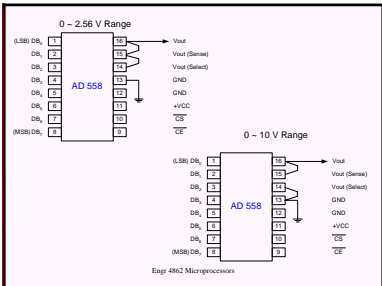 0 ~ 2.56 V Range
(LSB) DB₀ 1 16 Vout
DB₁ 2 15 Vout (Sense)
DB₂ 3 14 Vout (Select)
DB₃ 4 13 GND
DB₄ 5 12 GND
DB₅ 6 11 +VCC
DB₆ 7 10 CS
(MSB) DB₇ 8 9 CE
AD 558
0 ~ 10 V Range
(LSB) DB₀ 1 16 Vout
DB₁ 2 15 Vout (Sense)
DB₂ 3 14 Vout (Select)
DB₃ 4 13 GND
DB₄ 5 12 GND
DB₅ 6 11 +VCC
DB₆ 7 10 CS
(MSB) DB₇ 8 9 CE
AD 558
Engr 4862 Microprocessors